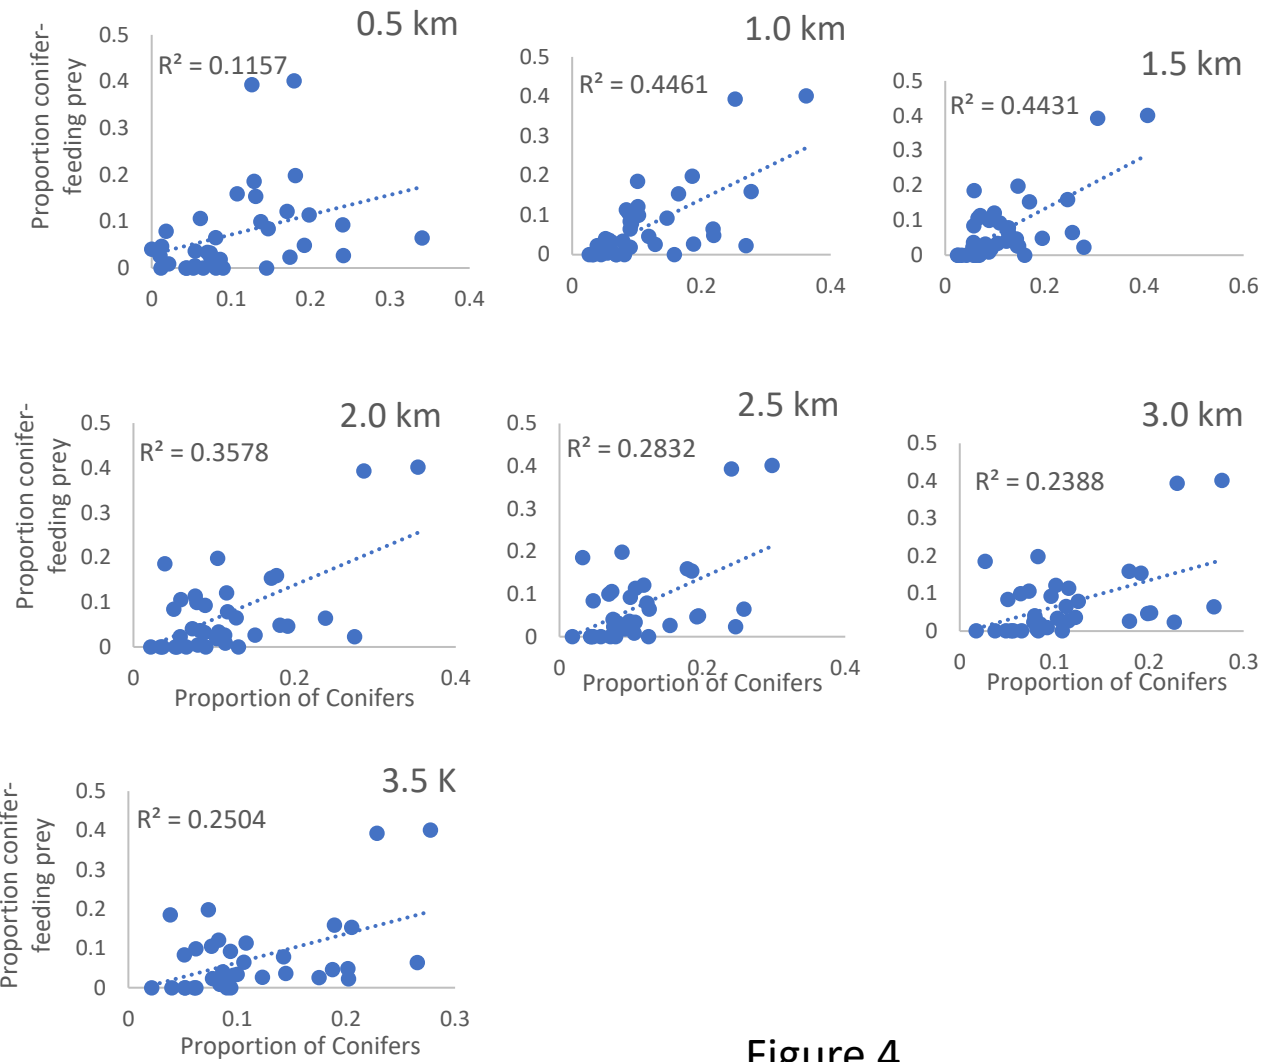 0.5 km
Proportion conifer-
feeding prey
R² = 0.1157
0.5
0.4
0.3
0.2
0.1
0
0
0.1
0.2
0.3
0.4
1.0 km
R² = 0.4461
0.5
0.4
0.3
0.2
0.1
0
0
0.2
0.4
1.5 km
R² = 0.4431
0.5
0.4
0.3
0.2
0.1
0
0
0.2
0.4
0.6
2.0 km
Proportion conifer-
feeding prey
R² = 0.3578
0.5
0.4
0.3
0.2
0.1
0
0
0.2
0.4
Proportion of Conifers
2.5 km
R² = 0.2832
0.5
0.4
0.3
0.2
0.1
0
0
0.2
0.4
Proportion of Conifers
3.0 km
R² = 0.2388
0.5
0.4
0.3
0.2
0.1
0
0
0.1
0.2
0.3
Proportion of Conifers
3.5 K
Proportion conifer-
feeding prey
R² = 0.2504
0.5
0.4
0.3
0.2
0.1
0
0
0.1
0.2
0.3
Proportion of Conifers
Figure 4